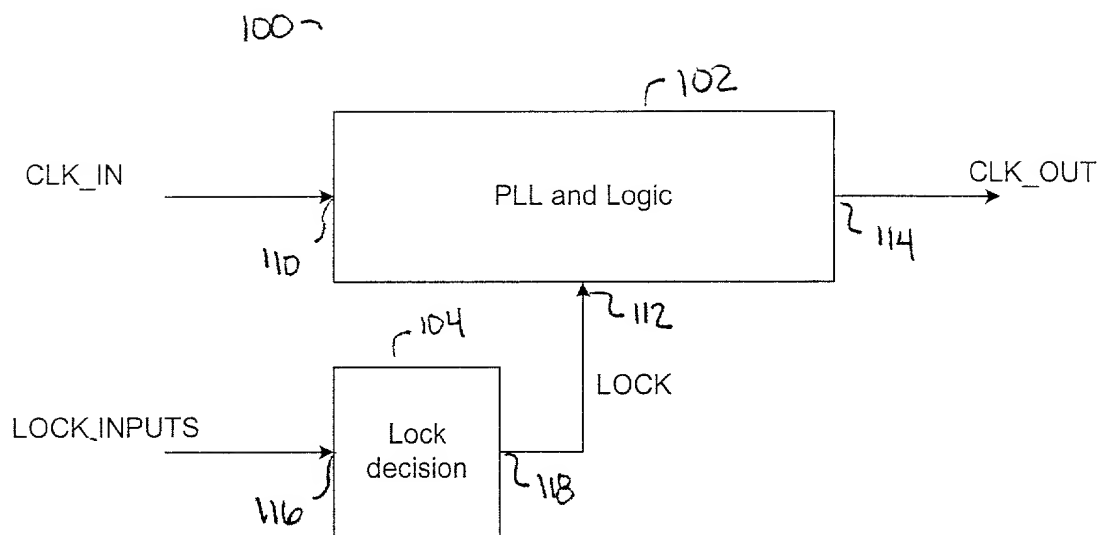 100
102
CLK_IN
PLL and Logic
CLK_OUT
110
114
112
104
LOCK
LOCK_INPUTS
Lock
decision
116
118